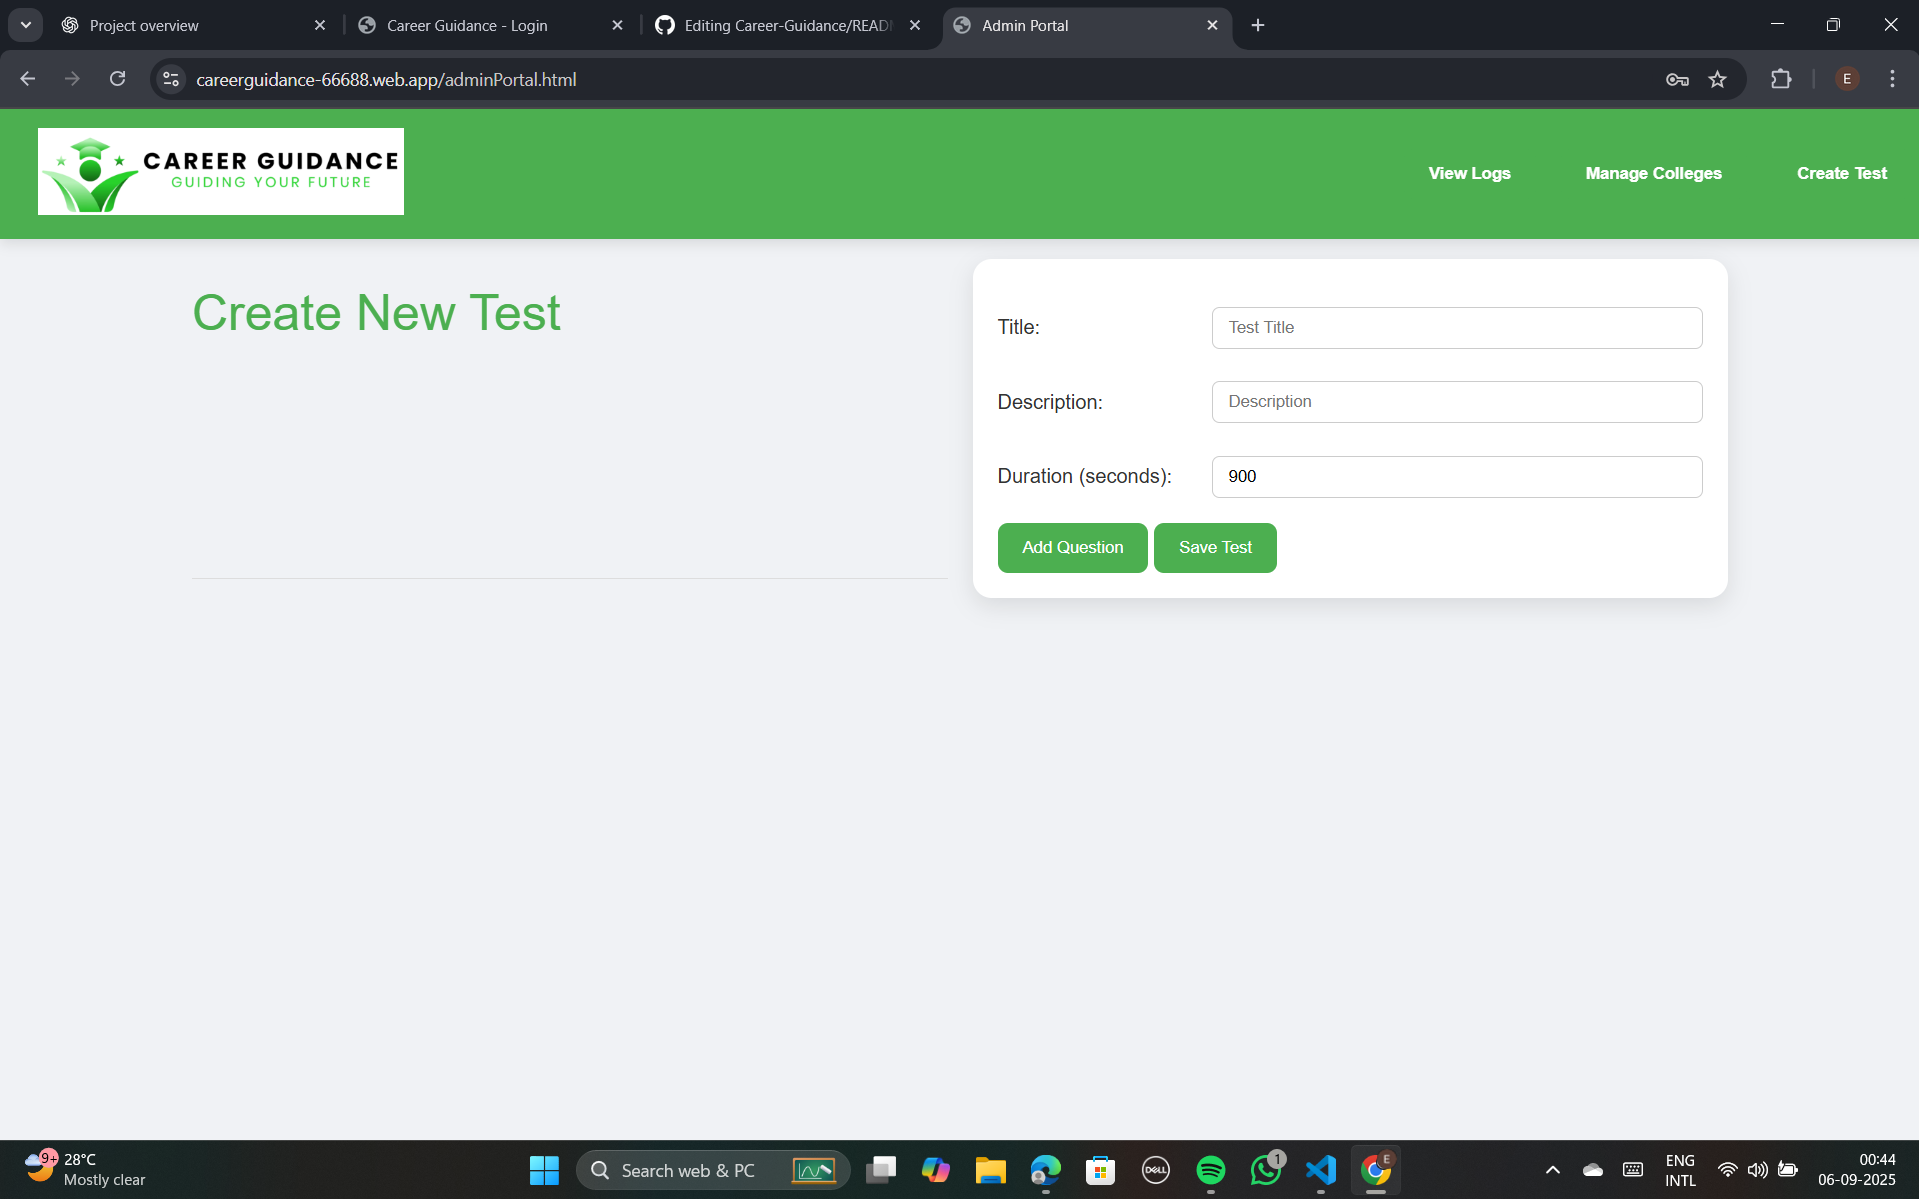 Project overview
Career Guidance - Login
Editing Career-Guidance/READ
Admin Portal
careerguidance-66688.web.app/adminPortal.html
E
CAREER GUIDANCE
GUIDING YOUR FUTURE
View Logs
Manage Colleges
Create Test
Create New Test
Title:
Test Title
Description:
Description
Duration (seconds):
900
Add Question
Save Test
9+
28°C
Mostly clear
Search web & PC
DELL
1
E
ENG
INTL
00:44
06-09-2025